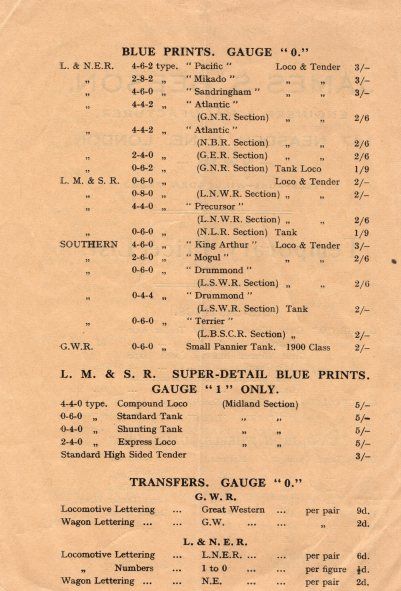 BLUE PRINTS. GAUGE "0."
L. & N.E.R. 4-6-2 type. "Pacific" Loco & Tender 3/–
„ 2-8-2 „ "Mikado" „ „ 3/–
„ 4-6-0 „ "Sandringham" „ „ 3/–
„ 4-4-2 „ "Atlantic"
(G.N.R. Section) „ „ 2/6
„ 4-4-2 „ "Atlantic"
(N.B.R. Section) „ „ 2/6
„ 2-4-0 „ (G.E.R. Section) „ „ 2/6
„ 0-6-2 „ (G.N.R. Section) Tank Loco 1/9
L. M. & S. R. 0-6-0 „ Loco & Tender 2/–
„ 0-8-0 „ (L.N.W.R. Section) „ „ 2/–
„ 4-4-0 „ "Precursor"
(L.N.W.R. Section) „ „ 2/6
„ 0-6-0 „ (N.L.R. Section) Tank 1/9
SOUTHERN 4-6-0 „ "King Arthur" Loco & Tender 3/–
„ 2-6-0 „ "Mogul" „ „ 2/6
„ 0-6-0 „ "Drummond"
(L.S.W.R. Section) „ „ 2/6
„ 0-4-4 „ "Drummond"
(L.S.W.R. Section) Tank 2/–
„ 0-6-0 „ "Terrier"
(L.B.S.C.R. Section) „ 2/–
G.W.R. 0-6-0 „ Small Pannier Tank. 1900 Class 2/–
L. M. & S. R. SUPER-DETAIL BLUE PRINTS.
GAUGE "1" ONLY.
4-4-0 type. Compound Loco (Midland Section) 5/–
0-6-0 „ Standard Tank „ „ 5/–
0-4-0 „ Shunting Tank „ „ 5/–
2-4-0 „ Express Loco „ „ 5/–
Standard High Sided Tender 3/–
TRANSFERS. GAUGE "0."
G.W.R.
Locomotive Lettering ... Great Western ... per pair 9d.
Wagon Lettering ... ... G.W. ... ... „ 2d.
L. & N.E.R.
Locomotive Lettering ... L.N.E.R. ... ... per pair 6d.
„ Numbers ... 1 to 0 ... ... per figure ½d.
Wagon Lettering ... ... N.E. ... ... per pair 2d.